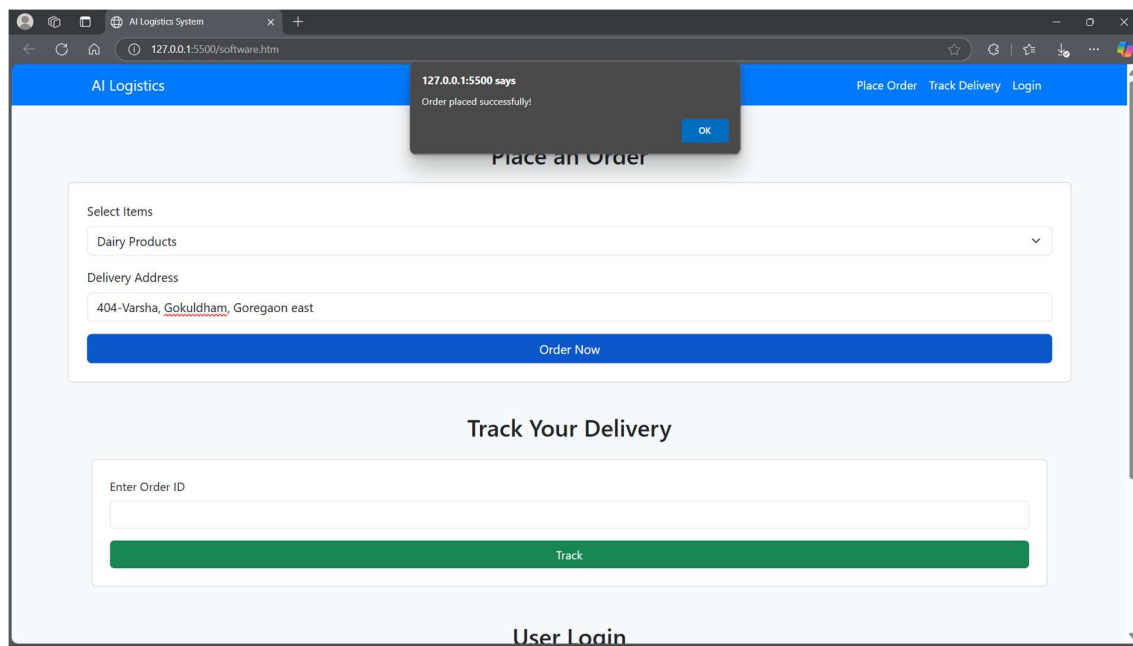 AI Logistics System
127.0.0.1:5500/software.htm
AI Logistics
Place Order Track Delivery Login
127.0.0.1:5500 says
Order placed successfully!
OK
Place an Order
Select Items
Dairy Products
Delivery Address
404-Varsha, Gokuldham, Goregaon east
Order Now
Track Your Delivery
Enter Order ID
Track
User Login